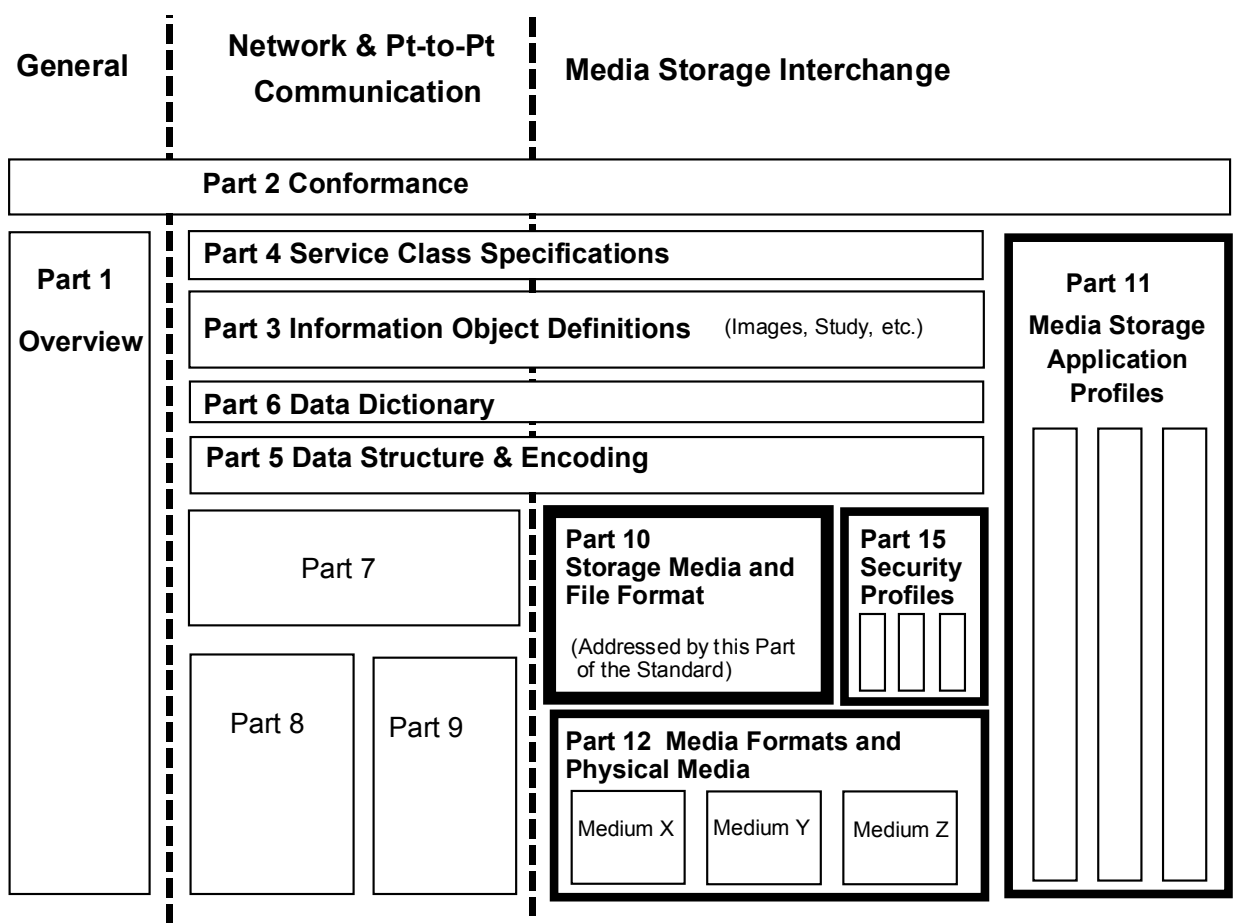 General
Network & Pt-to-Pt
Communication
Media Storage Interchange
Part 2 Conformance
Part 1
Overview
Part 4 Service Class Specifications
Part 3 Information Object Definitions (Images, Study, etc.)
Part 6 Data Dictionary
Part 5 Data Structure & Encoding
Part 7
Part 8
Part 9
Part 10
Storage Media and
File Format
(Addressed by this Part
of the Standard)
Part 15
Security
Profiles
Part 12 Media Formats and
Physical Media
Medium X
Medium Y
Medium Z
Part 11
Media Storage
Application
Profiles